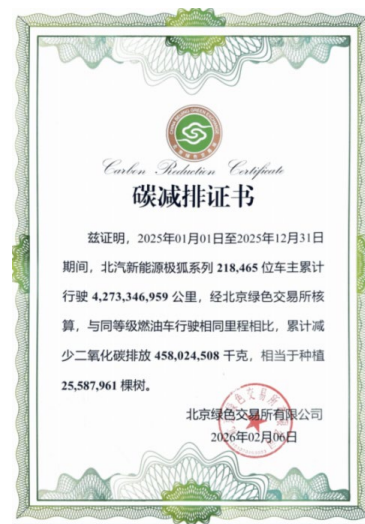 Carbon Reduction Certificate
碳减排证书
兹证明，2025年01月01日至2025年12月31日
期间，北汽新能源极狐系列 218,465 位车主累计
行驶 4,273,346,959 公里，经北京绿色交易所核
算，与同等级燃油车行驶相同里程相比，累计减
少二氧化碳排放 458,024,508 千克，相当于种植
25,587,961 棵树。
北京绿色交易所有限公司
2026年02月06日